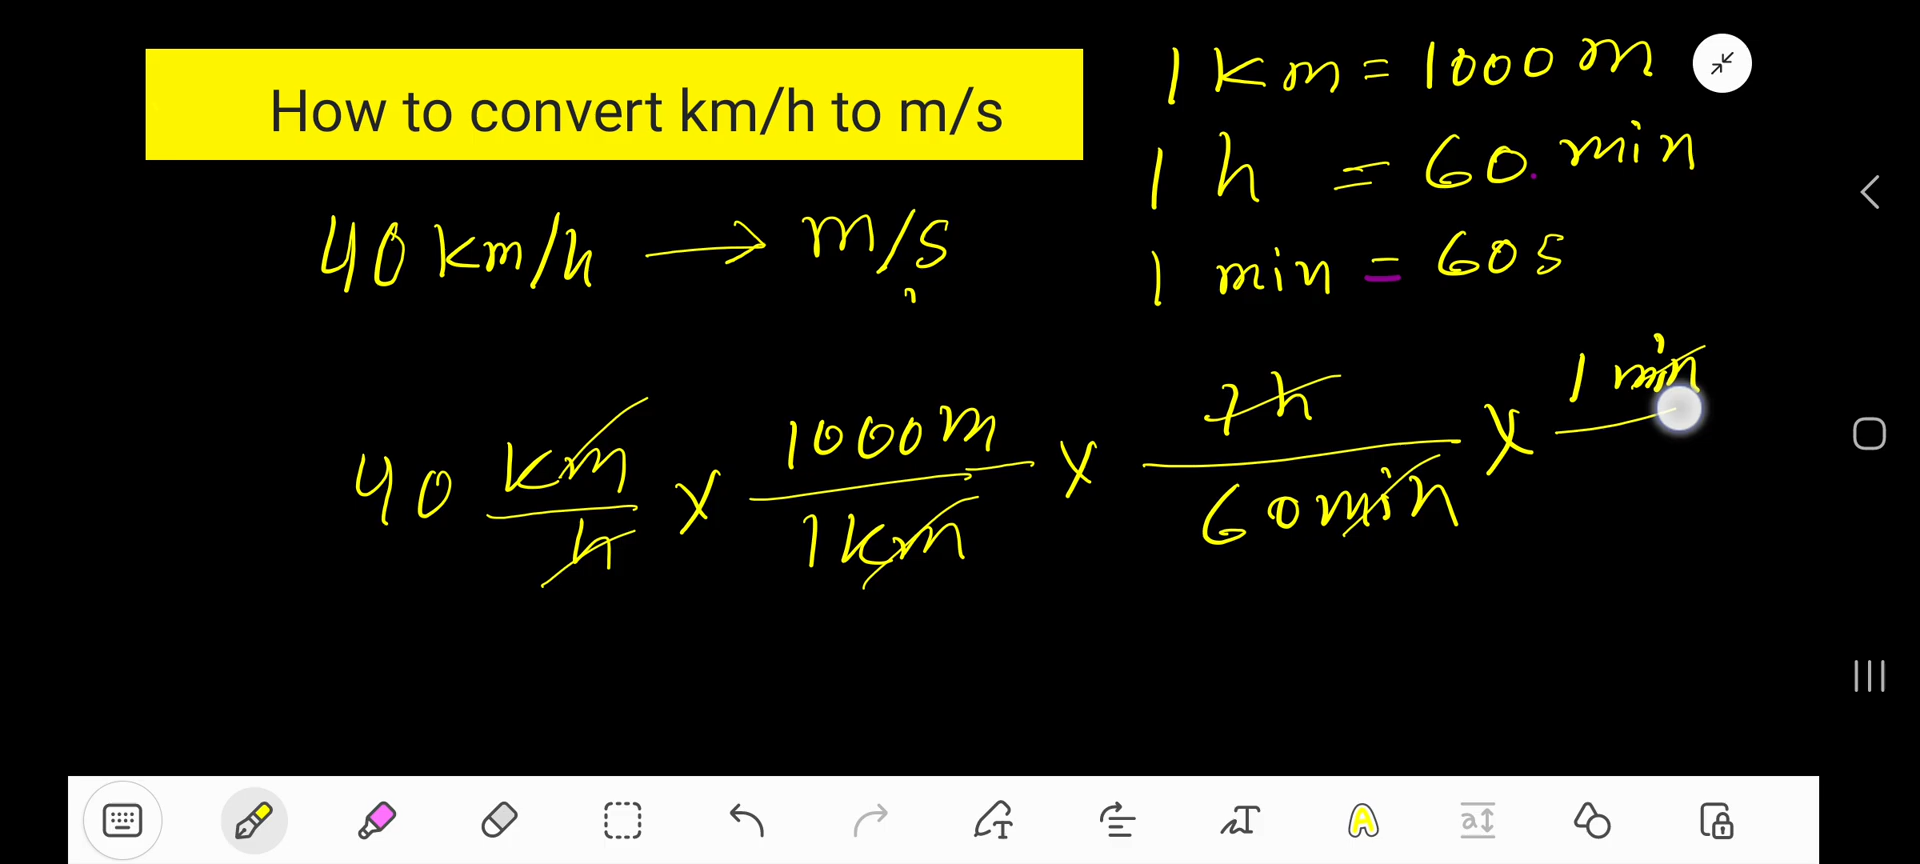 How to convert km/h to m/s
1 km = 1000 m
1 h = 60 min
40 km/h → m/s
1 min = 60 s
40 km/h × 1000 m/1 km × 1 h/60 min × 1 min